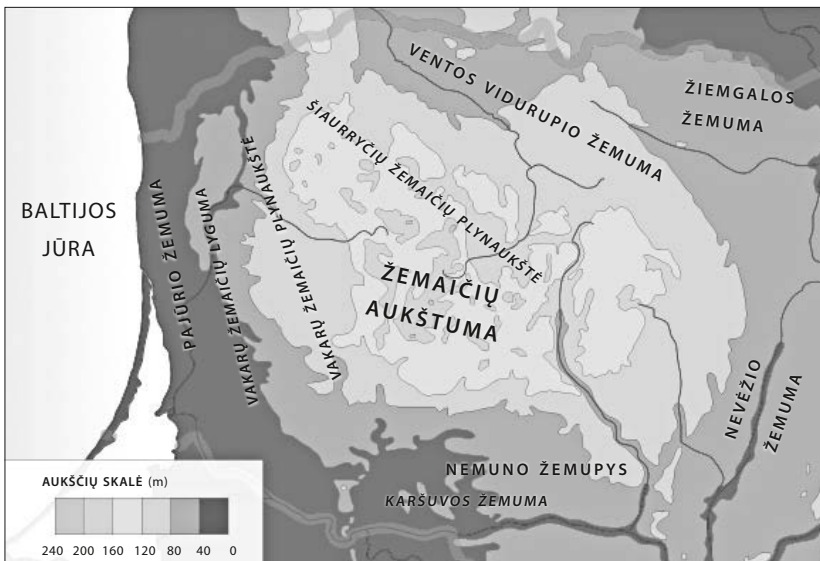 VENTOS VIDURUPIO ŽEMUMA
ŽIEMGALOS
ŽEMUMA
ŠIAURRYČIŲ ŽEMAIČIŲ PLYNAUKŠTĖ
BALTIJOS
JŪRA
PAJŪRIO ŽEMUMA
VAKARŲ ŽEMAIČIŲ LYGUMA
VAKARŲ ŽEMAIČIŲ PLYNAUKŠTĖ
ŽEMAIČIŲ
AUKŠTUMA
NEVĖŽIO
ŽEMUMA
NEMUNO ŽEMUPYS
KARŠUVOS ŽEMUMA
AUKŠČIŲ SKALĖ (m)
240 200 160 120 80 40 0